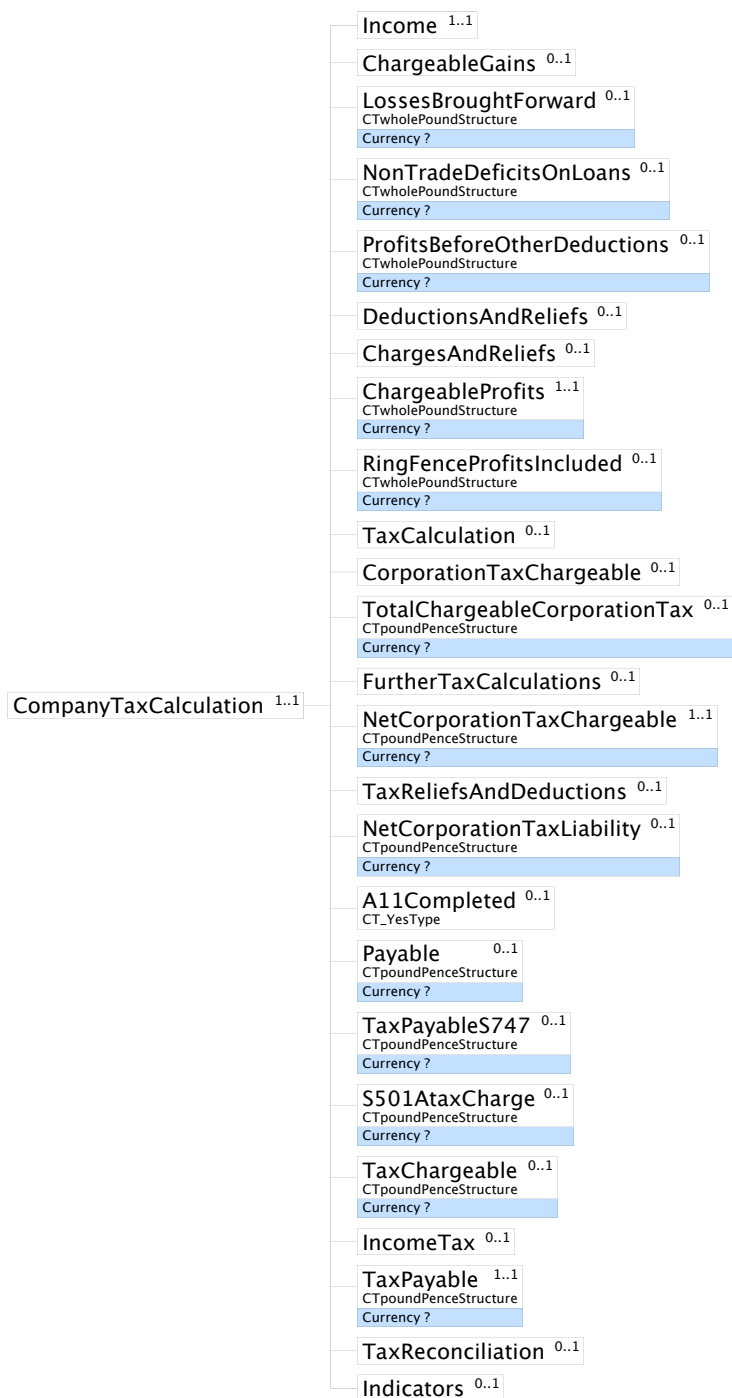 Income 1..1
ChargeableGains 0..1
LossesBroughtForward 0..1
CTwholePoundStructure
Currency ?
NonTradeDeficitsOnLoans 0..1
CTwholePoundStructure
Currency ?
ProfitsBeforeOtherDeductions 0..1
CTwholePoundStructure
Currency ?
DeductionsAndReliefs 0..1
ChargesAndReliefs 0..1
ChargeableProfits 1..1
CTwholePoundStructure
Currency ?
RingFenceProfitsIncluded 0..1
CTwholePoundStructure
Currency ?
TaxCalculation 0..1
CorporationTaxChargeable 0..1
TotalChargeableCorporationTax 0..1
CTpoundPenceStructure
Currency ?
FurtherTaxCalculations 0..1
CompanyTaxCalculation 1..1
NetCorporationTaxChargeable 1..1
CTpoundPenceStructure
Currency ?
TaxReliefsAndDeductions 0..1
NetCorporationTaxLiability 0..1
CTpoundPenceStructure
Currency ?
A11Completed 0..1
CT_YesType
Payable 0..1
CTpoundPenceStructure
Currency ?
TaxPayableS747 0..1
CTpoundPenceStructure
Currency ?
S501AtaxCharge 0..1
CTpoundPenceStructure
Currency ?
TaxChargeable 0..1
CTpoundPenceStructure
Currency ?
IncomeTax 0..1
TaxPayable 1..1
CTpoundPenceStructure
Currency ?
TaxReconciliation 0..1
Indicators 0..1